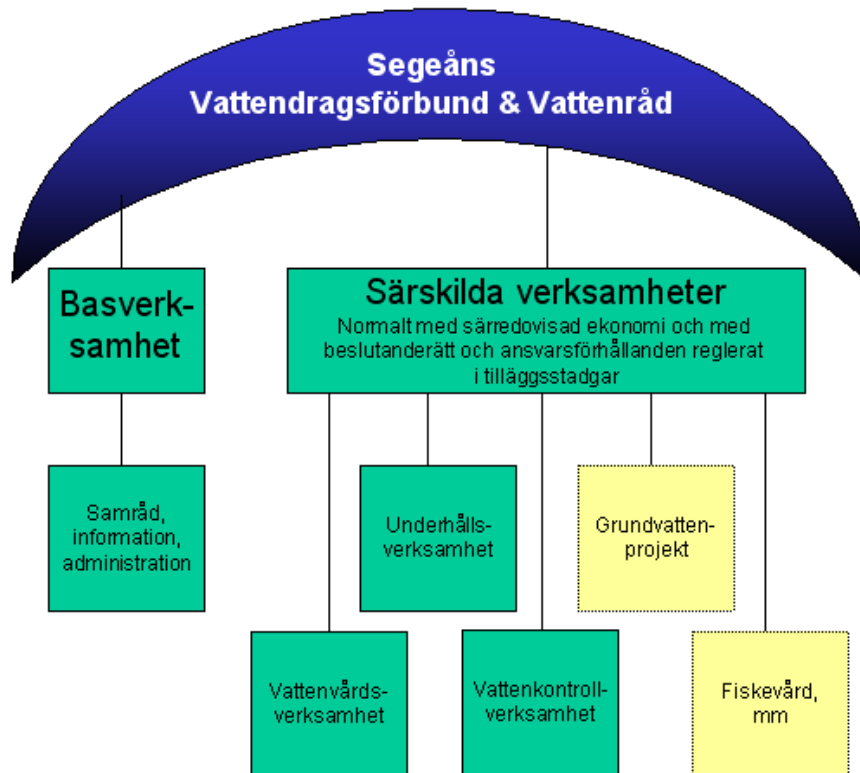 Segeåns
Vattendragsförbund & Vattenråd
Basverk-
samhet
Särskilda verksamheter
Normalt med särredovisad ekonomi och med
beslutanderätt och ansvarsförhållanden reglerat
i tilläggsstadgar
Samråd,
information,
administration
Underhålls-
verksamhet
Grundvatten-
projekt
Vattenvårds-
verksamhet
Vattenkontroll-
verksamhet
Fiskevård,
mm